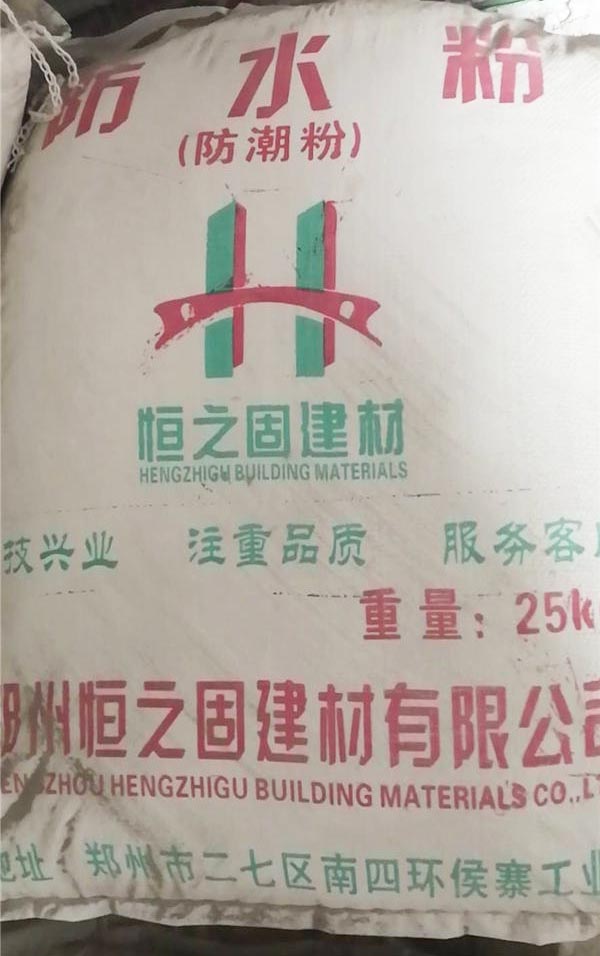 防水粉
(防潮粉)
恒之固建材
HENGZHIGU BUILDING MATERIALS
技兴业 注重品质 服务客
重量：25k
郑州恒之固建材有限公司
ENGZHOU HENGZHIGU BUILDING MATERIALS CO.,L
地址 郑州市二七区南四环侯寨工业